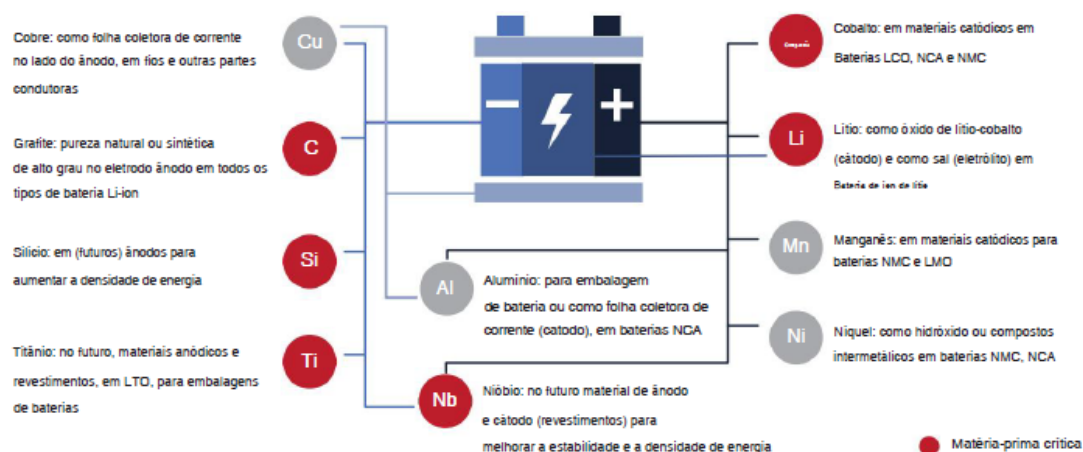 Cobre: como folha coletora de corrente
no lado do ânodo, em fios e outras partes
condutoras
Cu
Grafite: pureza natural ou sintética
de alto grau no eletrodo ânodo em todos os
tipos de bateria Li-ion
C
Silício: em (futuros) ânodos para
aumentar a densidade de energia
Si
Titânio: no futuro, materiais anódicos e
revestimentos, em LTO, para embalagens
de baterias
Ti
Al
Alumínio: para embalagem
de bateria ou como folha coletora de
corrente (catodo), em baterias NCA
Nb
Nióbio: no futuro material de ânodo
e cátodo (revestimentos) para
melhorar a estabilidade e a densidade de energia
Cobalto: em materiais catódicos em
Baterias LCO, NCA e NMC
Li
Lítio: como óxido de lítio-cobalto
(cátodo) e como sal (eletrólito) em
Bateria de íon de lítio
Mn
Manganês: em materiais catódicos para
baterias NMC e LMO
Ni
Níquel: como hidróxido ou compostos
intermetálicos em baterias NMC, NCA
Matéria-prima crítica